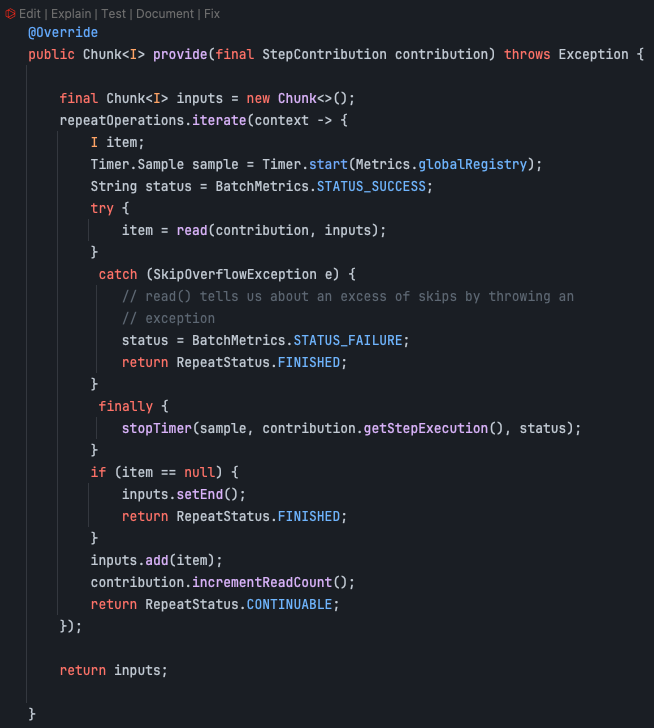 Edit | Explain | Test | Document | Fix
@Override
public Chunk<I> provide(final StepContribution contribution) throws Exception {
final Chunk<I> inputs = new Chunk<>();
repeatOperations.iterate(context -> {
I item;
Timer.Sample sample = Timer.start(Metrics.globalRegistry);
String status = BatchMetrics.STATUS_SUCCESS;
try {
item = read(contribution, inputs);
}
catch (SkipOverflowException e) {
// read() tells us about an excess of skips by throwing an
// exception
status = BatchMetrics.STATUS_FAILURE;
return RepeatStatus.FINISHED;
}
finally {
stopTimer(sample, contribution.getStepExecution(), status);
}
if (item == null) {
inputs.setEnd();
return RepeatStatus.FINISHED;
}
inputs.add(item);
contribution.incrementReadCount();
return RepeatStatus.CONTINUABLE;
});
return inputs;
}